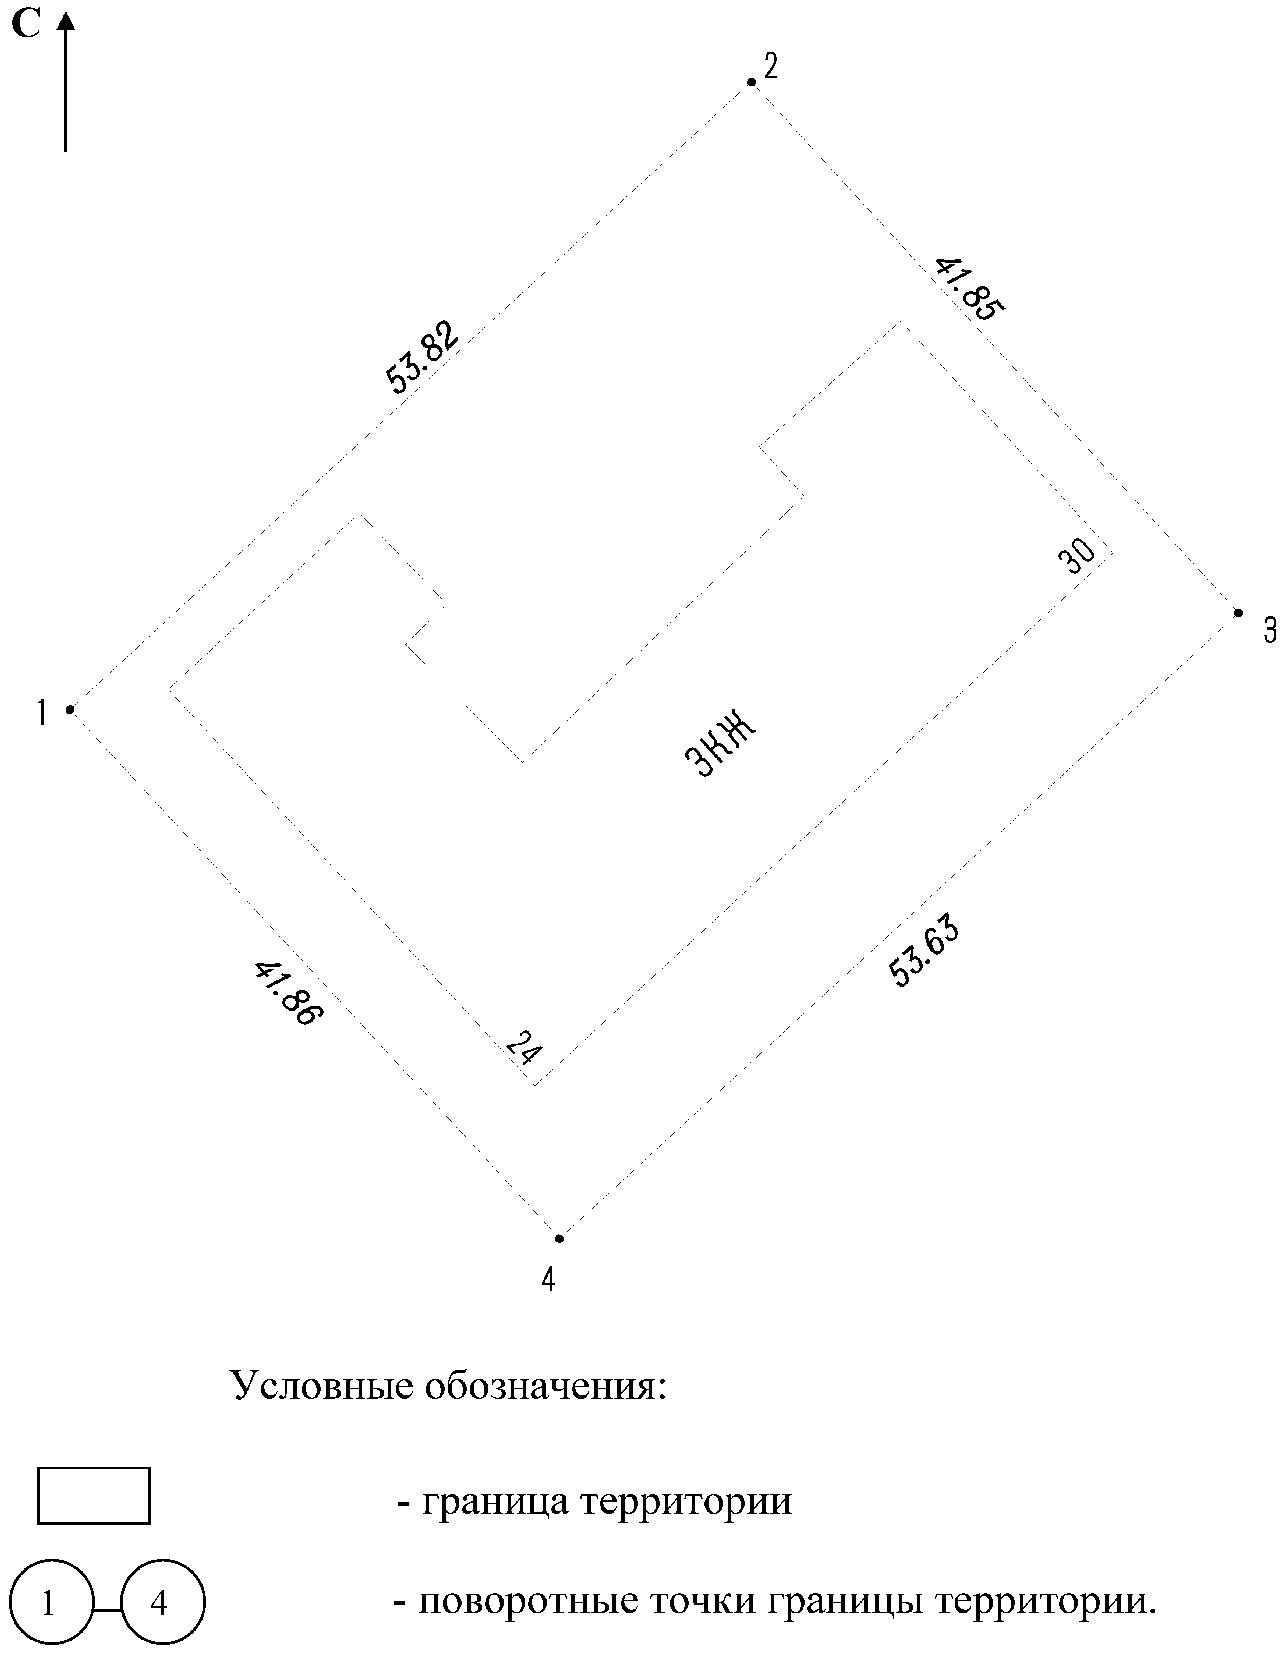 С
2
41.85
53.82
30
3
1
3КЖ
53.63
41.86
24
4
Условные обозначения:
- граница территории
1 4 - поворотные точки границы территории.